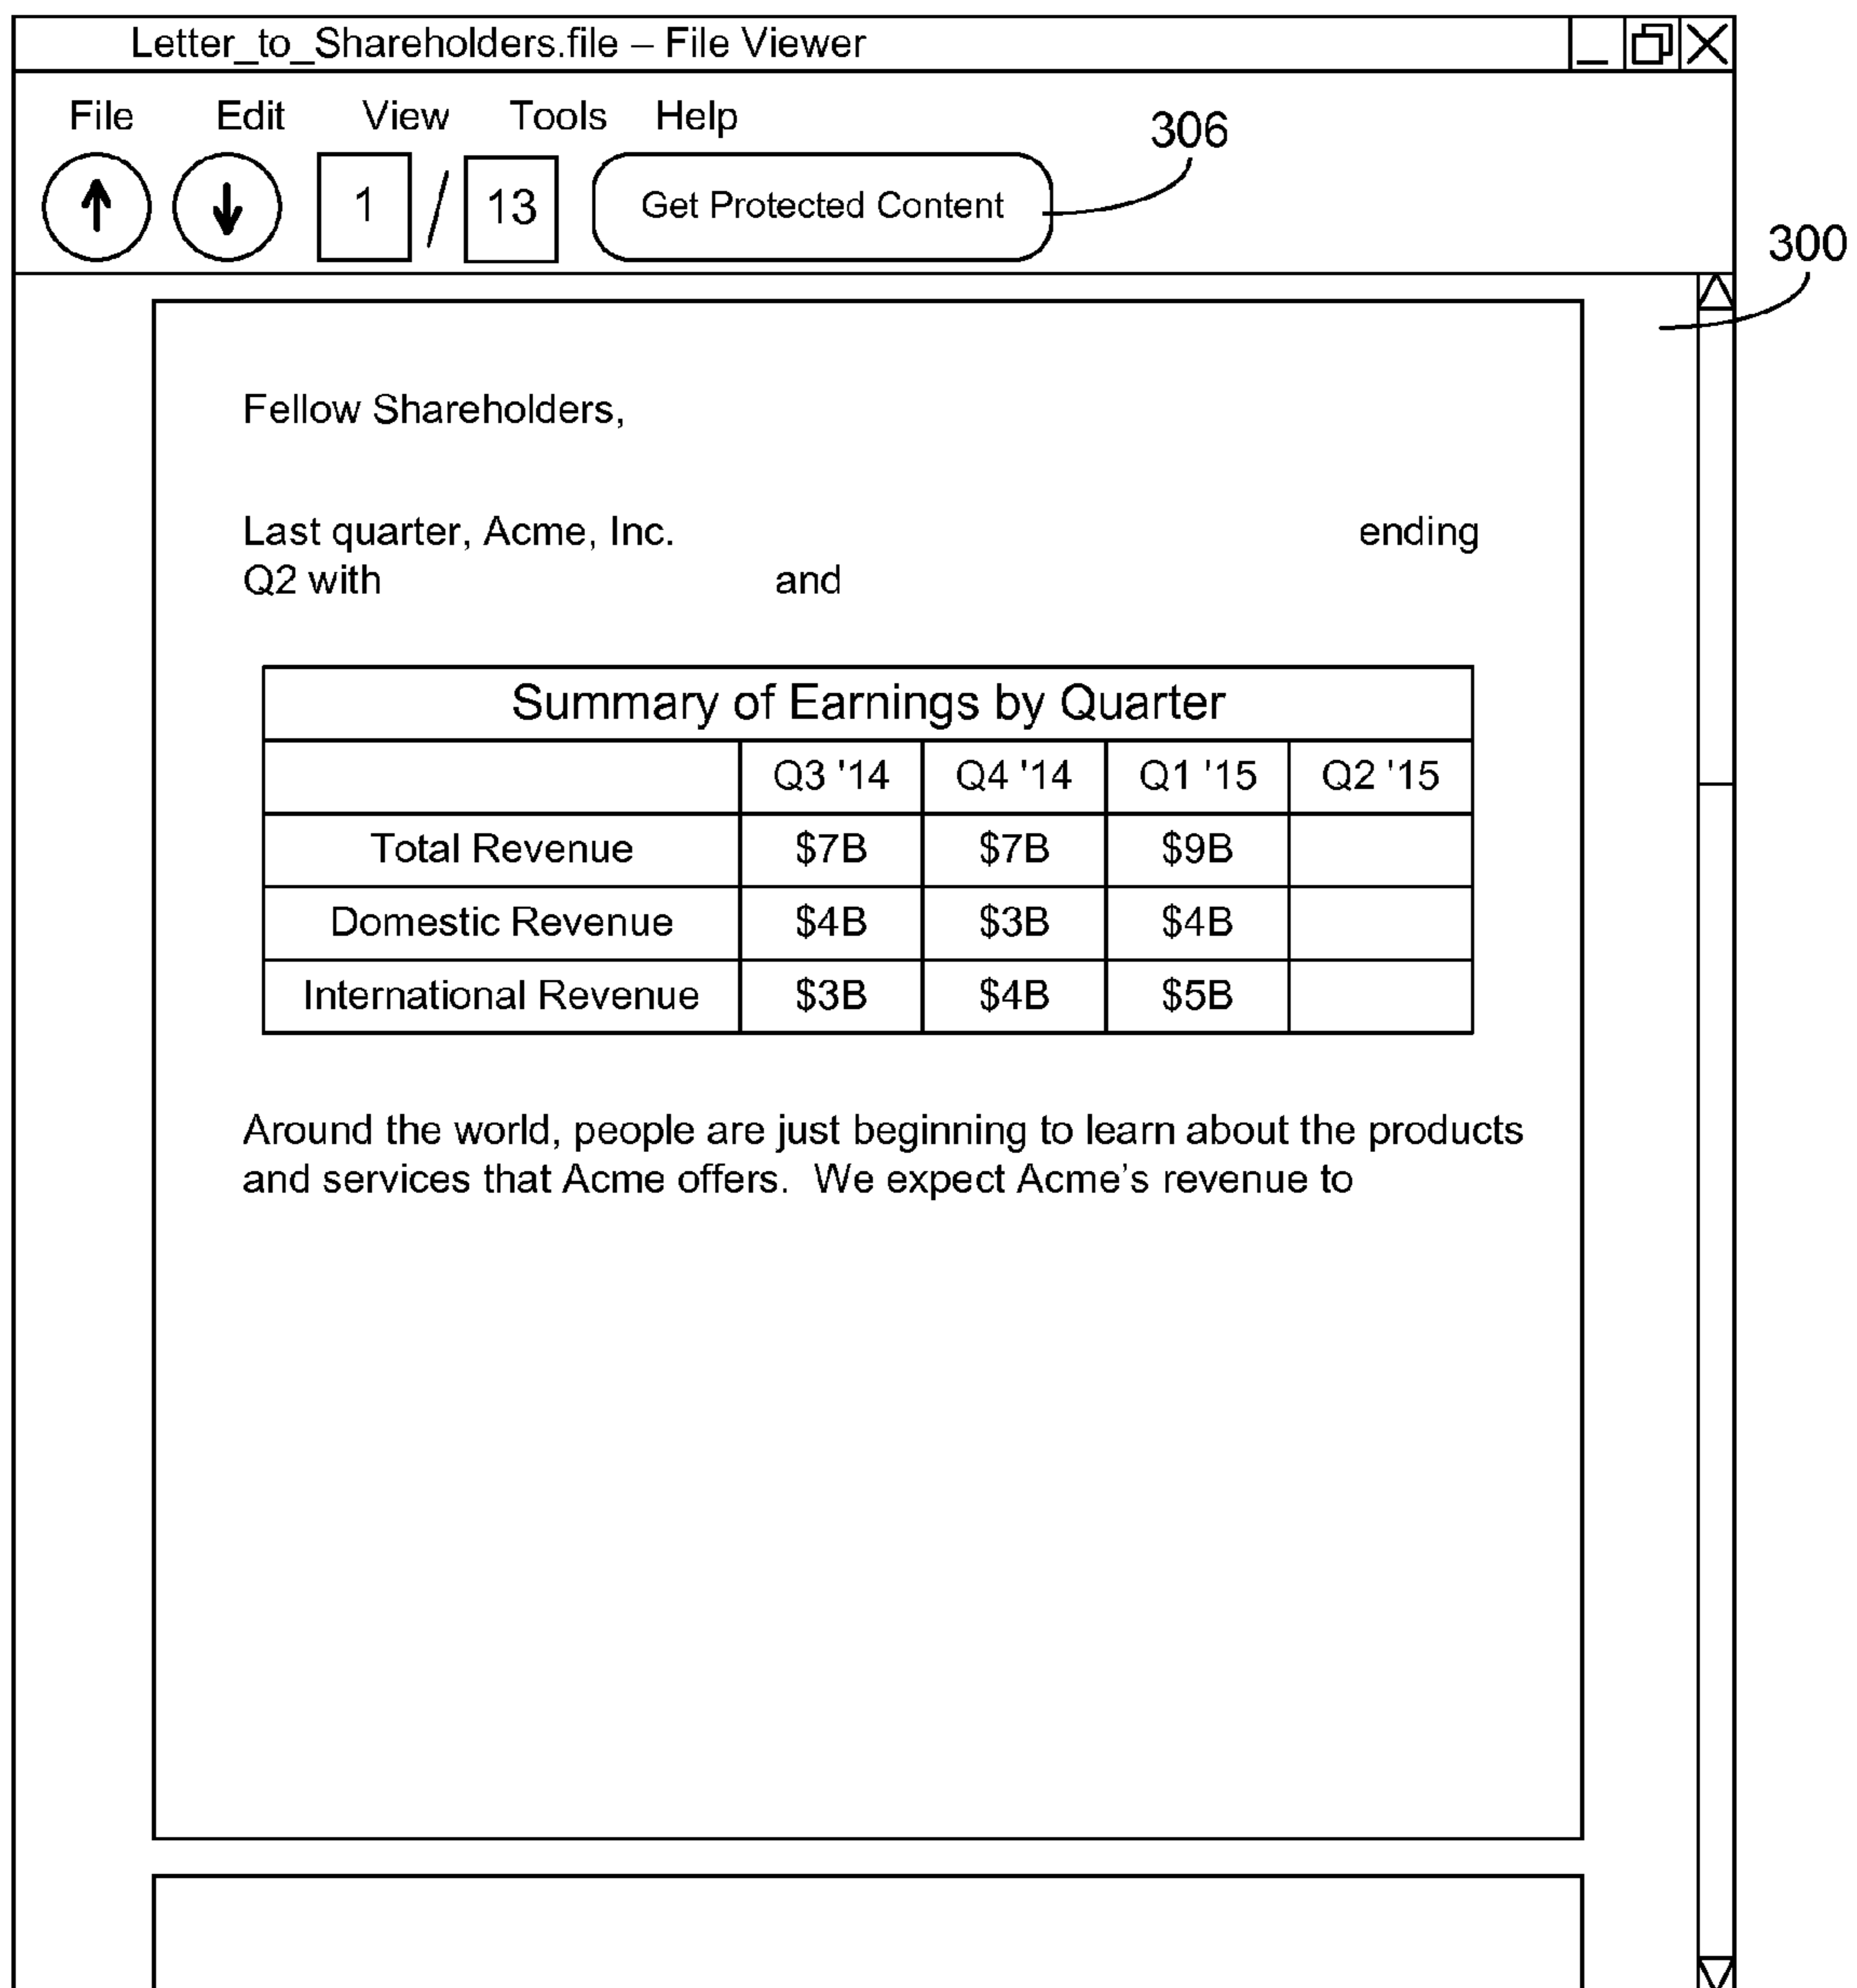 Letter_to_Shareholders.file – File Viewer
File Edit View Tools Help
306
1 / 13 Get Protected Content
300
Fellow Shareholders,
Last quarter, Acme, Inc. ending
Q2 with and
Summary of Earnings by Quarter
Q3 '14 Q4 '14 Q1 '15 Q2 '15
Total Revenue $7B $7B $9B
Domestic Revenue $4B $3B $4B
International Revenue $3B $4B $5B
Around the world, people are just beginning to learn about the products
and services that Acme offers.  We expect Acme’s revenue to